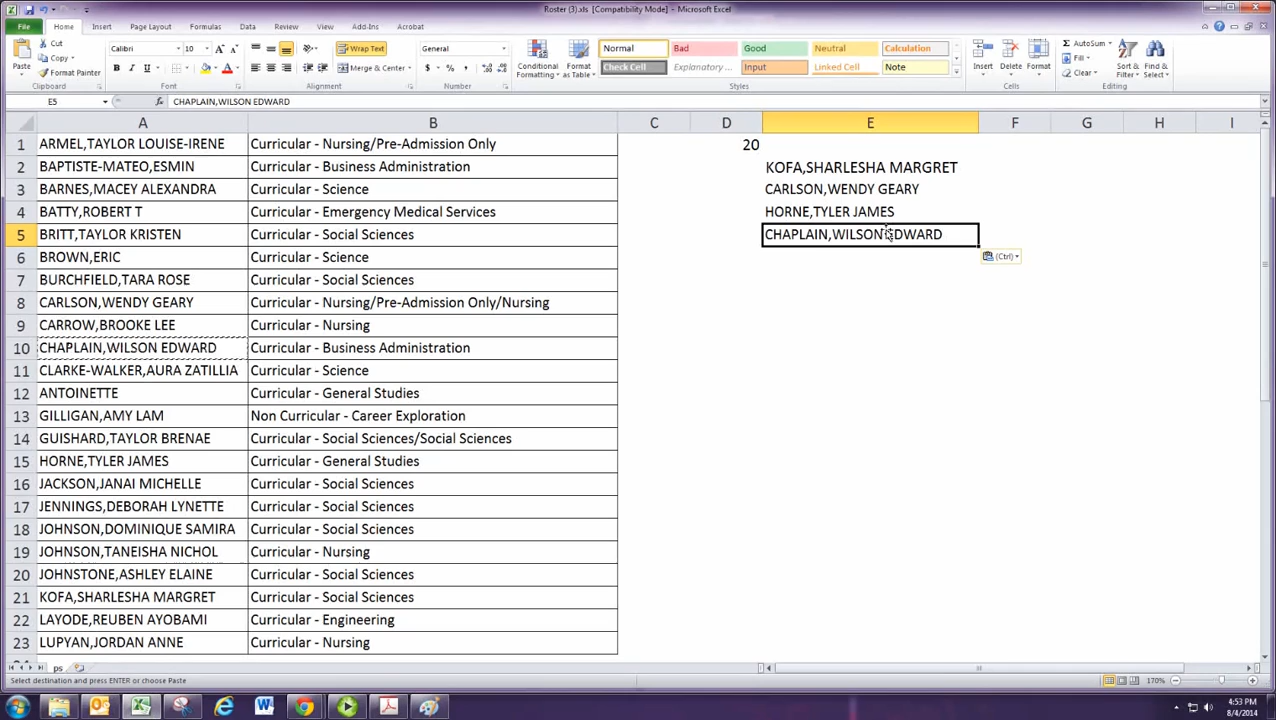 Roster (3).xls [Compatibility Mode] - Microsoft Excel
File Home Insert Page Layout Formulas Data Review View Add-Ins Acrobat
Paste Cut Copy Format Painter Clipboard
Calibri 10 B I U A A Font
Wrap Text Merge & Center Alignment
General $ % , Number
Conditional Formatting Format as Table
Normal Bad Good Neutral Calculation
Check Cell Explanatory ... Input Linked Cell Note
Styles
Insert Delete Format Cells
AutoSum Fill Clear Sort & Filter Find & Select Editing
E5 fx CHAPLAIN,WILSON EDWARD
A B C D E F G H I
1 ARMEL,TAYLOR LOUISE-IRENE Curricular - Nursing/Pre-Admission Only 20
2 BAPTISTE-MATEO,ESMIN Curricular - Business Administration KOFA,SHARLESHA MARGRET
3 BARNES,MACEY ALEXANDRA Curricular - Science CARLSON,WENDY GEARY
4 BATTY,ROBERT T Curricular - Emergency Medical Services HORNE,TYLER JAMES
5 BRITT,TAYLOR KRISTEN Curricular - Social Sciences CHAPLAIN,WILSON EDWARD
6 BROWN,ERIC Curricular - Science (Ctrl)
7 BURCHFIELD,TARA ROSE Curricular - Social Sciences
8 CARLSON,WENDY GEARY Curricular - Nursing/Pre-Admission Only/Nursing
9 CARROW,BROOKE LEE Curricular - Nursing
10 CHAPLAIN,WILSON EDWARD Curricular - Business Administration
11 CLARKE-WALKER,AURA ZATILLIA Curricular - Science
12 ANTOINETTE Curricular - General Studies
13 GILLIGAN,AMY LAM Non Curricular - Career Exploration
14 GUISHARD,TAYLOR BRENAE Curricular - Social Sciences/Social Sciences
15 HORNE,TYLER JAMES Curricular - General Studies
16 JACKSON,JANAI MICHELLE Curricular - Social Sciences
17 JENNINGS,DEBORAH LYNETTE Curricular - Social Sciences
18 JOHNSON,DOMINIQUE SAMIRA Curricular - Social Sciences
19 JOHNSON,TANEISHA NICHOL Curricular - Nursing
20 JOHNSTONE,ASHLEY ELAINE Curricular - Social Sciences
21 KOFA,SHARLESHA MARGRET Curricular - Social Sciences
22 LAYODE,REUBEN AYOBAMI Curricular - Engineering
23 LUPYAN,JORDAN ANNE Curricular - Nursing
ps
Select destination and press ENTER or choose Paste 170%
4:53 PM
8/4/2014